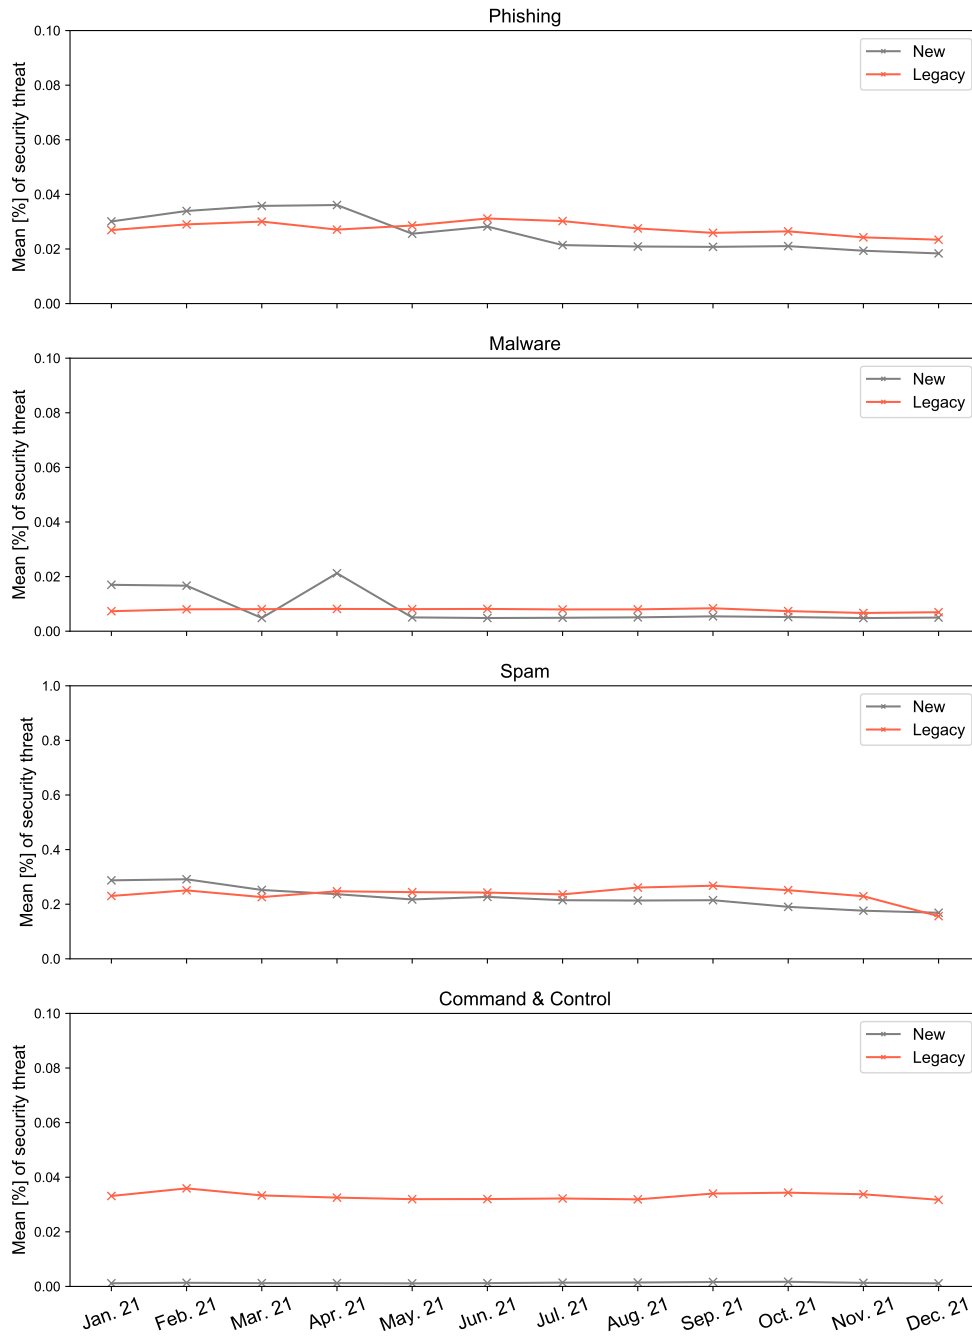 Phishing
Mean [%] of security threat
0.10
0.08
0.06
0.04
0.02
0.00
New
Legacy
Malware
Mean [%] of security threat
0.10
0.08
0.06
0.04
0.02
0.00
New
Legacy
Spam
Mean [%] of security threat
1.0
0.8
0.6
0.4
0.2
0.0
New
Legacy
Command & Control
Mean [%] of security threat
0.10
0.08
0.06
0.04
0.02
0.00
New
Legacy
Jan. 21 Feb. 21 Mar. 21 Apr. 21 May. 21 Jun. 21 Jul. 21 Aug. 21 Sep. 21 Oct. 21 Nov. 21 Dec. 21